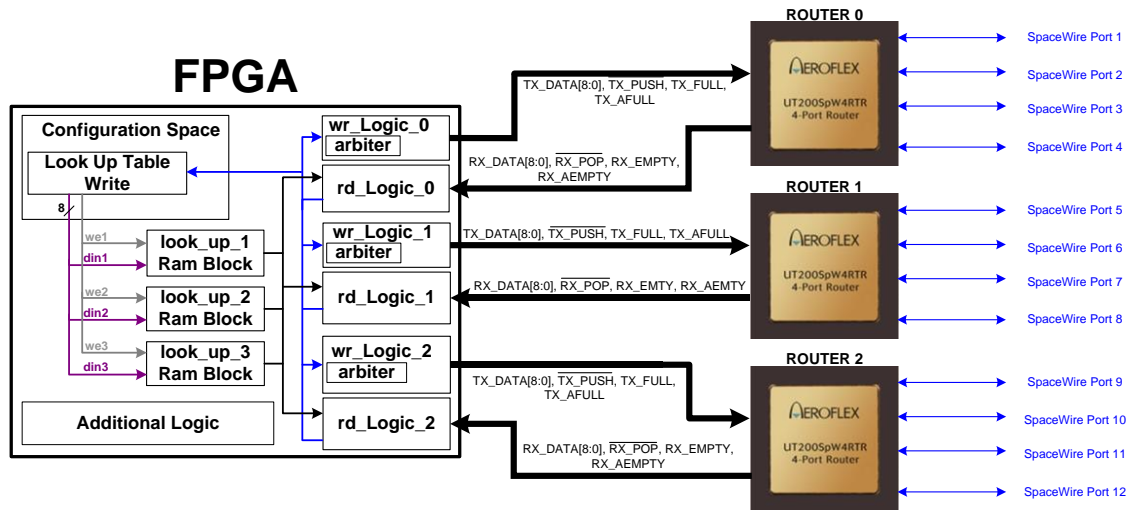 FPGA
Configuration Space
Look Up Table
Write
8
we1
din1
look_up_1
Ram Block
we2
din2
look_up_2
Ram Block
we3
din3
look_up_3
Ram Block
Additional Logic
wr_Logic_0
arbiter
rd_Logic_0
wr_Logic_1
arbiter
rd_Logic_1
wr_Logic_2
arbiter
rd_Logic_2
TX_DATA[8:0], TX_PUSH, TX_FULL,
TX_AFULL
RX_DATA[8:0], RX_POP, RX_EMPTY,
RX_AEMPTY
TX_DATA[8:0], TX_PUSH, TX_FULL, TX_AFULL
RX_DATA[8:0], RX_POP, RX_EMTY, RX_AEMTY
TX_DATA[8:0], TX_PUSH, TX_FULL,
TX_AFULL
RX_DATA[8:0], RX_POP, RX_EMPTY,
RX_AEMPTY
ROUTER 0
AEROFLEX
UT200SpW4RTR
4-Port Router
SpaceWire Port 1
SpaceWire Port 2
SpaceWire Port 3
SpaceWire Port 4
ROUTER 1
AEROFLEX
UT200SpW4RTR
4-Port Router
SpaceWire Port 5
SpaceWire Port 6
SpaceWire Port 7
SpaceWire Port 8
ROUTER 2
AEROFLEX
UT200SpW4RTR
4-Port Router
SpaceWire Port 9
SpaceWire Port 10
SpaceWire Port 11
SpaceWire Port 12